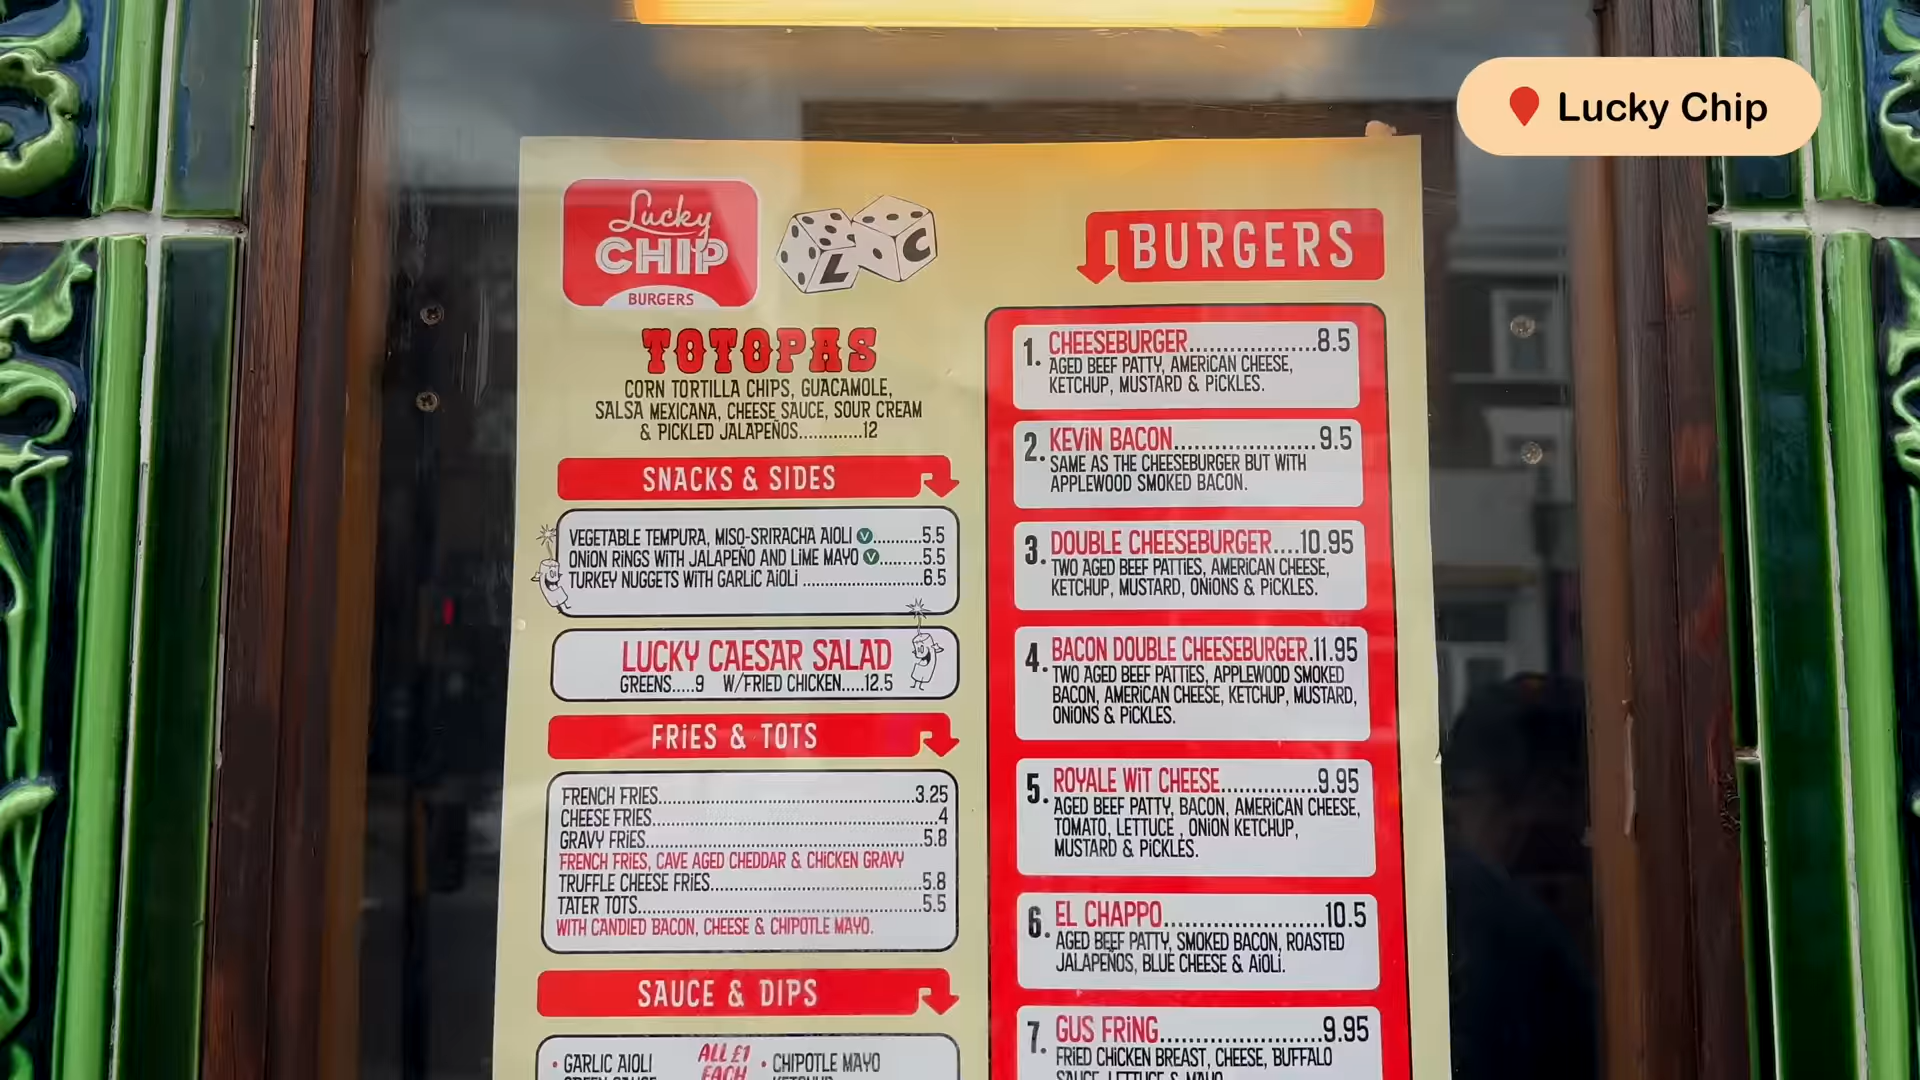 Lucky Chip
Lucky
CHIP
BURGERS
L C
TOTOPAS
CORN TORTILLA CHIPS, GUACAMOLE,
SALSA MEXICANA, CHEESE SAUCE, SOUR CREAM
& PICKLED JALAPEÑOS............12
SNACKS & SIDES
VEGETABLE TEMPURA, MISO-SRIRACHA AIOLI V..........5.5
ONION RINGS WITH JALAPEÑO AND LIME MAYO V.........5.5
TURKEY NUGGETS WITH GARLIC AIOLI ........................6.5
LUCKY CAESAR SALAD
GREENS.....9 W/FRIED CHICKEN.....12.5
FRIES & TOTS
FRENCH FRIES....................................................3.25
CHEESE FRIES.........................................................4
GRAVY FRIES........................................................5.8
FRENCH FRIES, CAVE AGED CHEDDAR & CHICKEN GRAVY
TRUFFLE CHEESE FRIES...........................................5.8
TATER TOTS..........................................................5.5
WITH CANDIED BACON, CHEESE & CHIPOTLE MAYO.
SAUCE & DIPS
• GARLIC AIOLI
ALL £1
EACH
• CHIPOTLE MAYO
BURGERS
1. CHEESEBURGER..................8.5
AGED BEEF PATTY, AMERICAN CHEESE,
KETCHUP, MUSTARD & PICKLES.
2. KEVIN BACON....................9.5
SAME AS THE CHEESEBURGER BUT WITH
APPLEWOOD SMOKED BACON.
3. DOUBLE CHEESEBURGER....10.95
TWO AGED BEEF PATTIES, AMERICAN CHEESE,
KETCHUP, MUSTARD, ONIONS & PICKLES.
4. BACON DOUBLE CHEESEBURGER.11.95
TWO AGED BEEF PATTIES, APPLEWOOD SMOKED
BACON, AMERICAN CHEESE, KETCHUP, MUSTARD,
ONIONS & PICKLES.
5. ROYALE WIT CHEESE..............9.95
AGED BEEF PATTY, BACON, AMERICAN CHEESE,
TOMATO, LETTUCE , ONION KETCHUP,
MUSTARD & PICKLES.
6. EL CHAPPO.......................10.5
AGED BEEF PATTY, SMOKED BACON, ROASTED
JALAPEÑOS, BLUE CHEESE & AIOLI.
7. GUS FRING.......................9.95
FRIED CHICKEN BREAST, CHEESE, BUFFALO
SAUCE, LETTUCE & MAYO